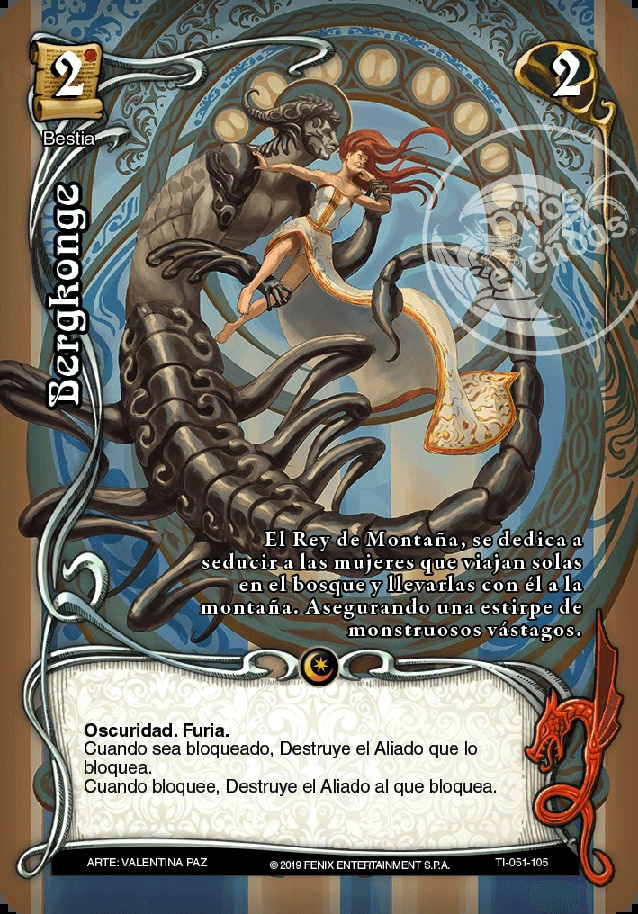 2
2
Bestia
Bergkonge
Mitos
Leyendas
El Rey de Montaña, se dedica a
seducir a las mujeres que viajan solas
en el bosque y llevarlas con él a la
montaña. Asegurando una estirpe de
monstruosos vástagos.
Oscuridad. Furia.
Cuando sea bloqueado, Destruye el Aliado que lo
bloquea.
Cuando bloquee, Destruye el Aliado al que bloquea.
ARTE: VALENTINA PAZ
© 2019 FENIX ENTERTAINMENT S.P.A.
TI-051-105